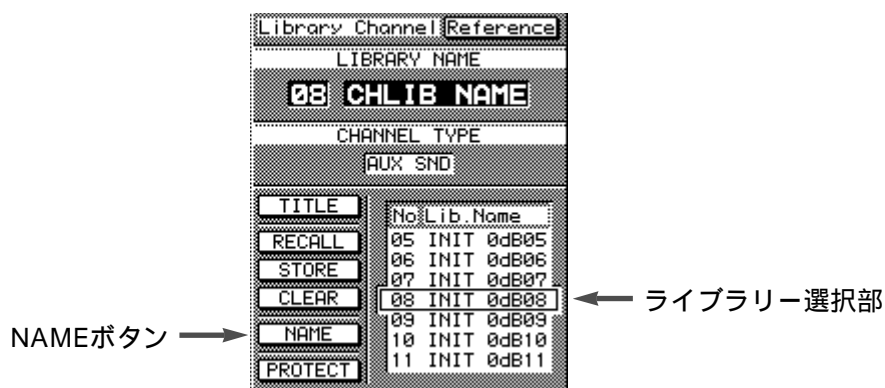 Library Channel Reference
LIBRARY NAME
08 CHLIB NAME
CHANNEL TYPE
AUX SND
TITLE
RECALL
STORE
CLEAR
NAME
PROTECT
No Lib.Name
05 INIT 0dB05
06 INIT 0dB06
07 INIT 0dB07
08 INIT 0dB08
09 INIT 0dB09
10 INIT 0dB10
11 INIT 0dB11
ライブラリー選択部
NAMEボタン